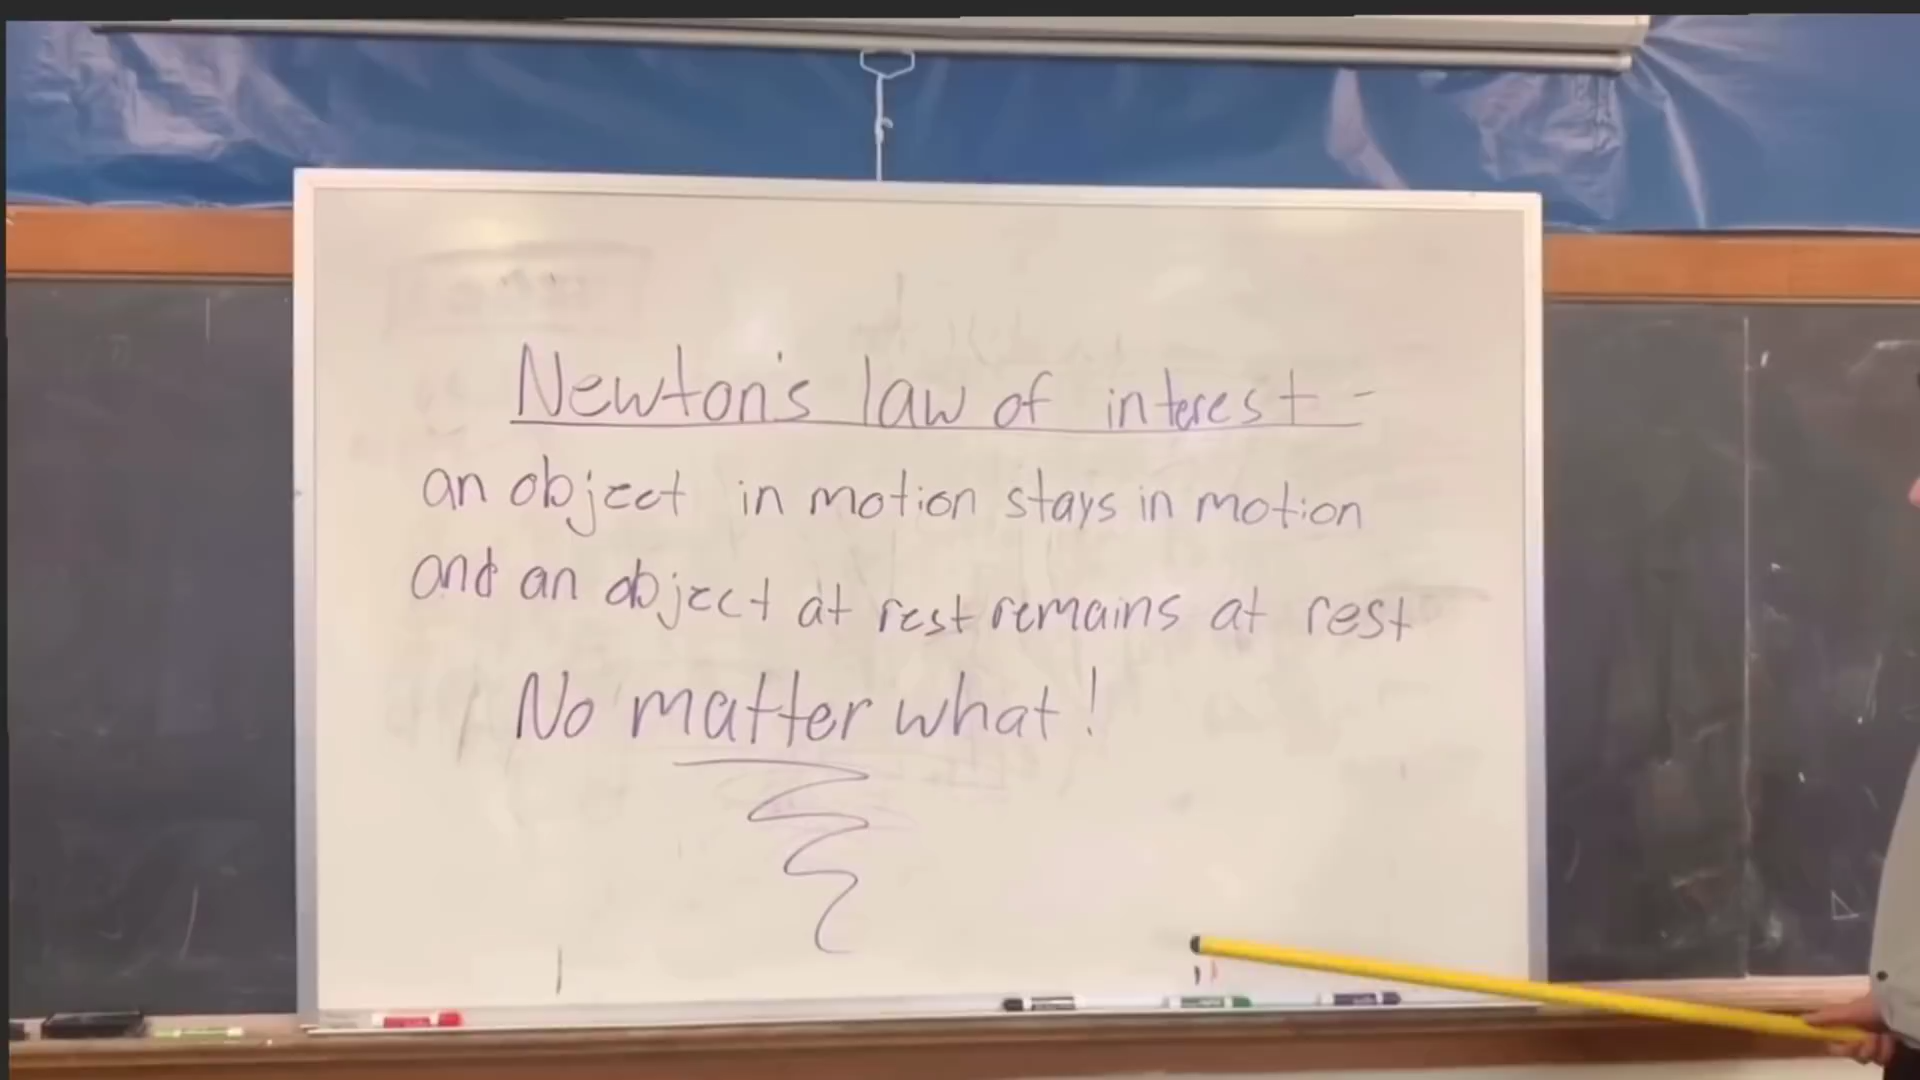 Newton's law of interest -
an object in motion stays in motion
and an object at rest remains at rest
No matter what!